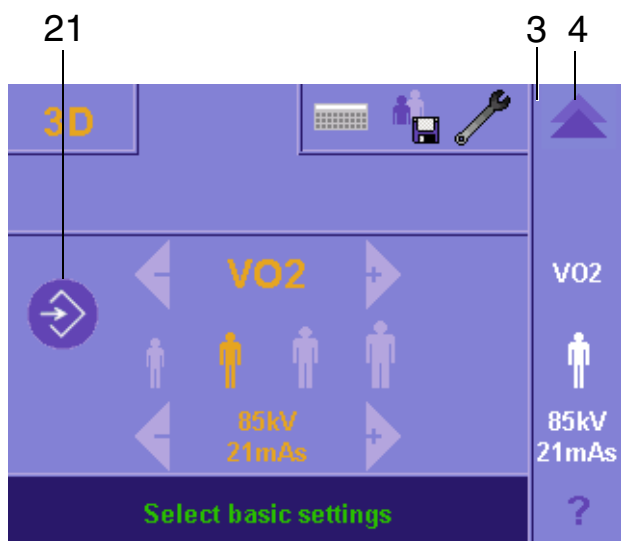 21
3 4
3D
VO2
- +
VO2
85kV
21mAs
- +
85kV
21mAs
Select basic settings
?